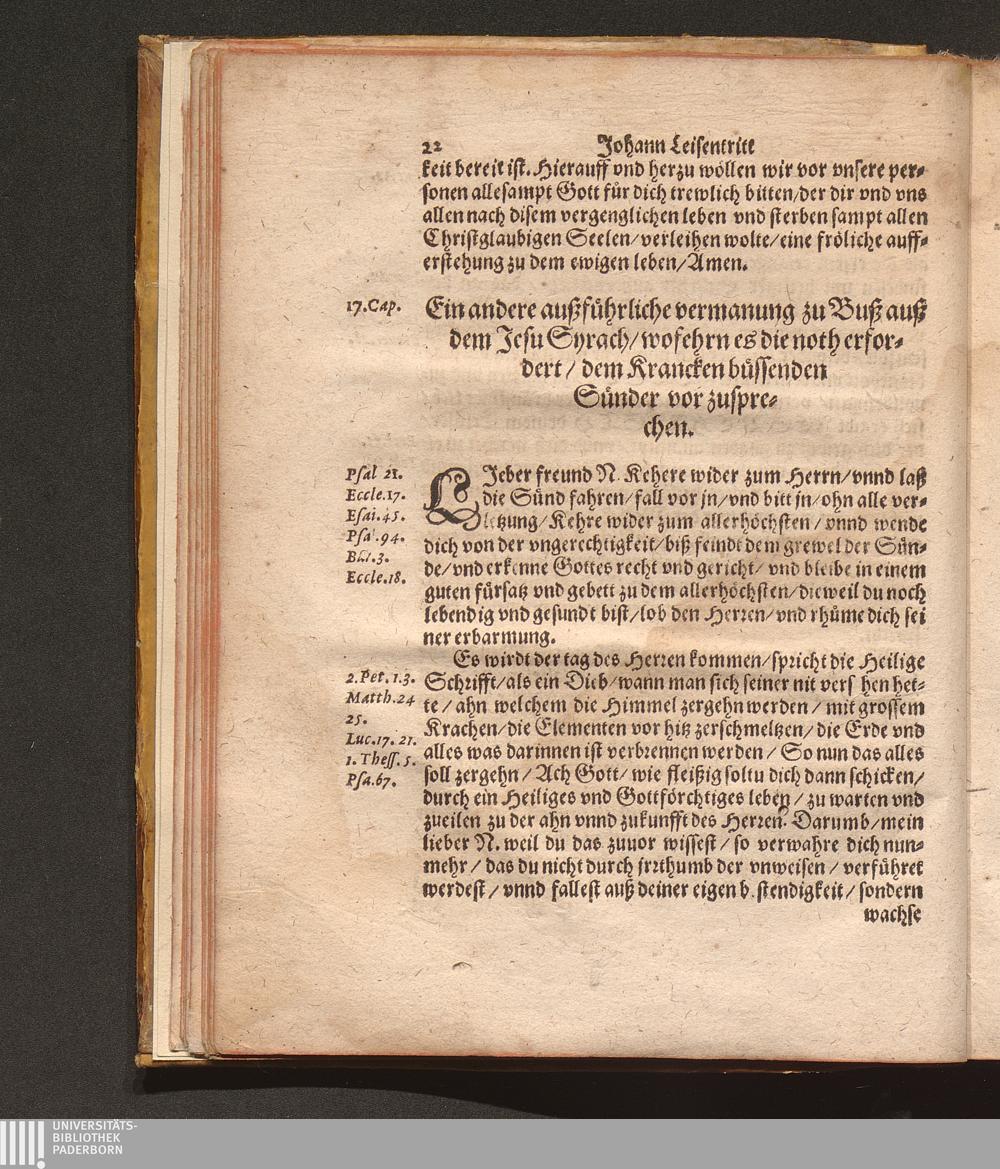 22 Johann Leisentritt
keit bereit ist. Hierauff vnd herzu wöllen wir vor vnsere per-
sonen allesampt Gott für dich trewlich bitten/der dir vnd vns
allen nach disem vergenglichen leben vnd sterben sampt allen
Christglaubigen Seelen/verleihen wolte/eine fröliche auff-
erstehung zu dem ewigen leben/Amen.
17.Cap.
Ein andere außführliche vermanung zu Buß auß
dem Jesu Syrach/wofehrn es die noth erfor-
dert/dem Krancken büssenden
Sünder vor zuspre-
chen.
Psal 21.
Eccle.17.
Esai.45.
Psa.94.
3.
Eccle.18.
LIeber freund N. Kehere wider zum Herrn/vnnd laß
die Sünd fahren/fall vor jn/vnd bitt jn/ohn alle ver-
letzung/Kehre wider zum allerhöchsten/vnnd wende
dich von der vngerechtigkeit/biß feindt dem grewel der Sün-
de/vnd erkenne Gottes recht vnd gericht/vnd bleibe in einem
guten fürsatz vnd gebett zu dem allerhöchsten/dieweil du noch
lebendig vnd gesundt bist/lob den Herren/vnd rhüme dich sei
ner erbarmung.
2.Pet.1.3.
Matth.24
25.
Luc.17.21.
1.Thess.5.
Psa.67.
Es wirdt der tag des Herren kommen/spricht die Heilige
Schrifft/als ein Dieb/wann man sich seiner nit vers hen het-
te/ahn welchem die Himmel zergehn werden/mit grossem
Krachen/die Elementen vor hitz zerschmeltzen/die Erde vnd
alles was darinnen ist verbrennen werden/So nun das alles
soll zergehn/Ach Gott/wie fleißig soltu dich dann schicken/
durch ein Heiliges vnd Gottförchtiges leben/zu warten vnd
zueilen zu der ahn vnnd zukunfft des Herren? Darumb/mein
lieber N. weil du das zuuor wissest/so verwahre dich nun-
mehr/das du nicht durch jrrthumb der vnweisen/verführet
werdest/vnnd fallest auß deiner eigen b.stendigkeit/sondern
wachse
UNIVERSITÄTS-
BIBLIOTHEK
PADERBORN